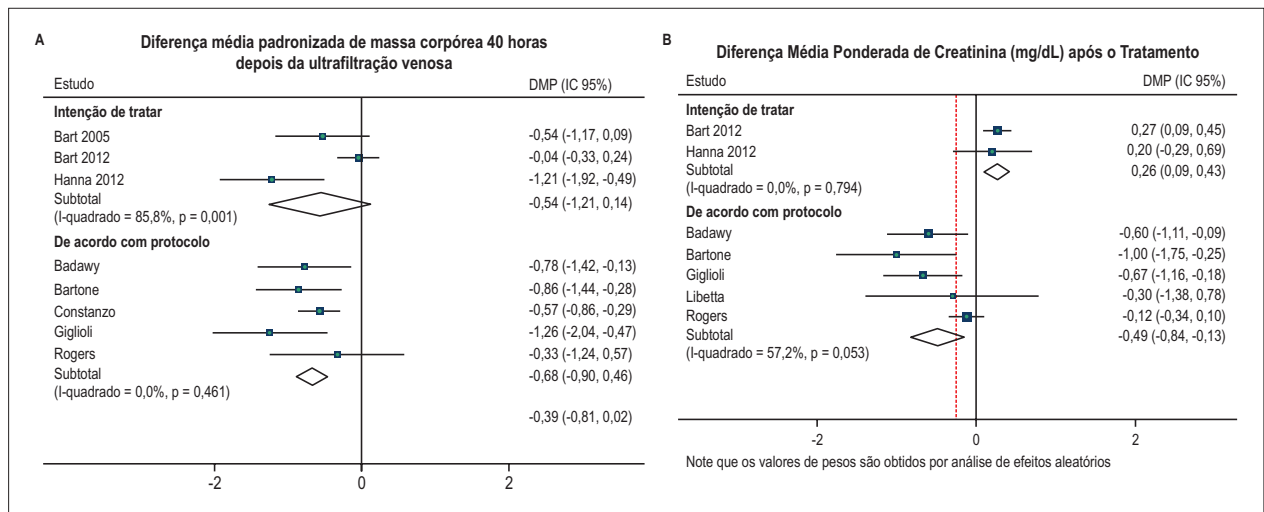 A
Diferença média padronizada de massa corpórea 40 horas
depois da ultrafiltração venosa
Estudo DMP (IC 95%)
Intenção de tratar
Bart 2005 -0,54 (-1,17, 0,09)
Bart 2012 -0,04 (-0,33, 0,24)
Hanna 2012 -1,21 (-1,92, -0,49)
Subtotal -0,54 (-1,21, 0,14)
(I-quadrado = 85,8%, p = 0,001)
De acordo com protocolo
Badawy -0,78 (-1,42, -0,13)
Bartone -0,86 (-1,44, -0,28)
Constanzo -0,57 (-0,86, -0,29)
Giglioli -1,26 (-2,04, -0,47)
Rogers -0,33 (-1,24, 0,57)
Subtotal -0,68 (-0,90, 0,46)
(I-quadrado = 0,0%, p = 0,461)
-0,39 (-0,81, 0,02)
-2 0 2
B
Diferença Média Ponderada de Creatinina (mg/dL) após o Tratamento
Estudo DMP (IC 95%)
Intenção de tratar
Bart 2012 0,27 (0,09, 0,45)
Hanna 2012 0,20 (-0,29, 0,69)
Subtotal 0,26 (0,09, 0,43)
(I-quadrado = 0,0%, p = 0,794)
De acordo com protocolo
Badawy -0,60 (-1,11, -0,09)
Bartone -1,00 (-1,75, -0,25)
Giglioli -0,67 (-1,16, -0,18)
Libetta -0,30 (-1,38, 0,78)
Rogers -0,12 (-0,34, 0,10)
Subtotal -0,49 (-0,84, -0,13)
(I-quadrado = 57,2%, p = 0,053)
-2 0 2
Note que os valores de pesos são obtidos por análise de efeitos aleatórios